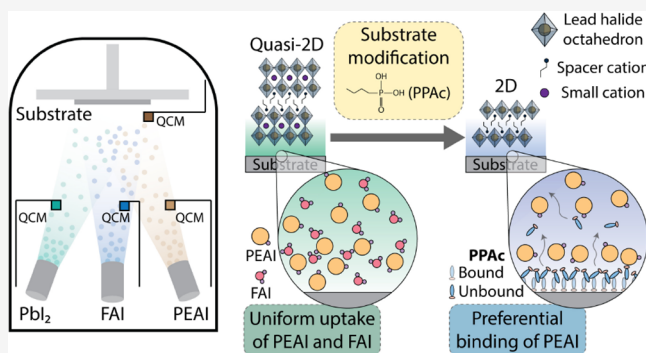 Substrate
QCM
QCM
QCM
QCM
PbI₂
FAI
PEAI
Quasi-2D
Substrate
Substrate
modification
OH
P
OH
O
(PPAc)
2D
Substrate
Lead halide
octahedron
Spacer cation
Small cation
PEAI
FAI
Uniform uptake
of PEAI and FAI
PPAc
Bound
Unbound
Preferential
binding of PEAI